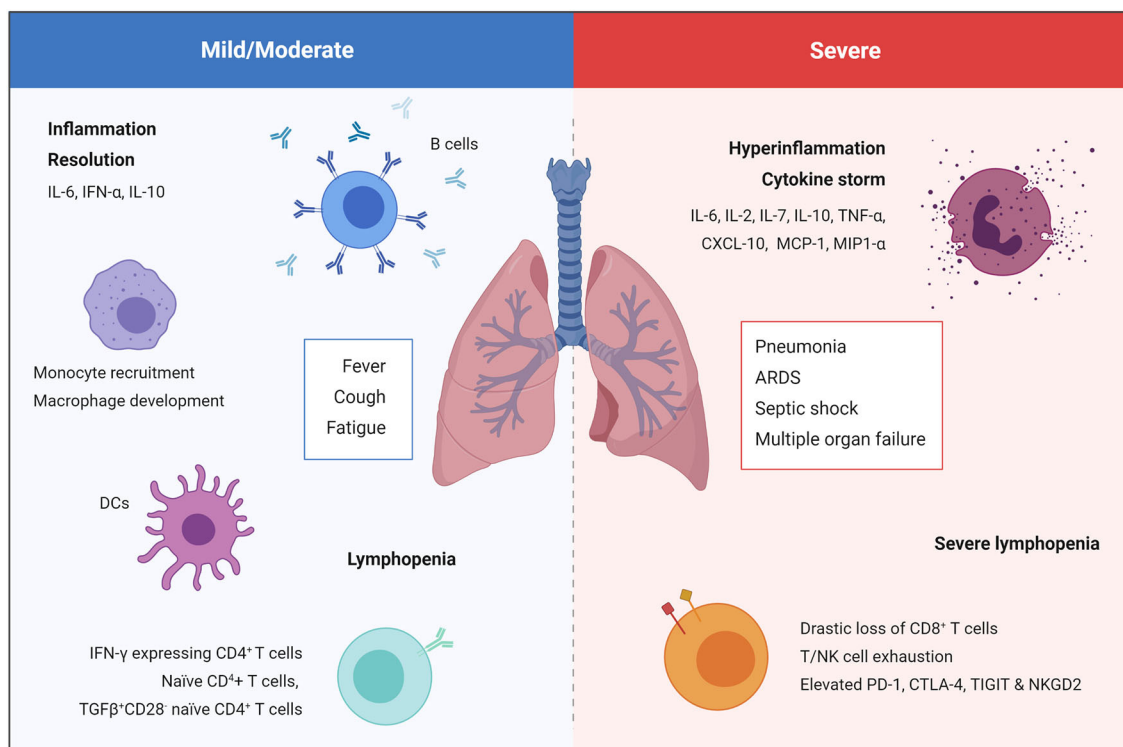 Mild/Moderate
Inflammation
Resolution
IL-6, IFN-α, IL-10
B cells
Monocyte recruitment
Macrophage development
Fever
Cough
Fatigue
DCs
Lymphopenia
IFN-γ expressing CD4⁺ T cells
Naïve CD⁴+ T cells,
TGFβ⁺CD28⁻ naïve CD4⁺ T cells
Severe
Hyperinflammation
Cytokine storm
IL-6, IL-2, IL-7, IL-10, TNF-α,
CXCL-10, MCP-1, MIP1-α
Pneumonia
ARDS
Septic shock
Multiple organ failure
Severe lymphopenia
Drastic loss of CD8⁺ T cells
T/NK cell exhaustion
Elevated PD-1, CTLA-4, TIGIT & NKGD2